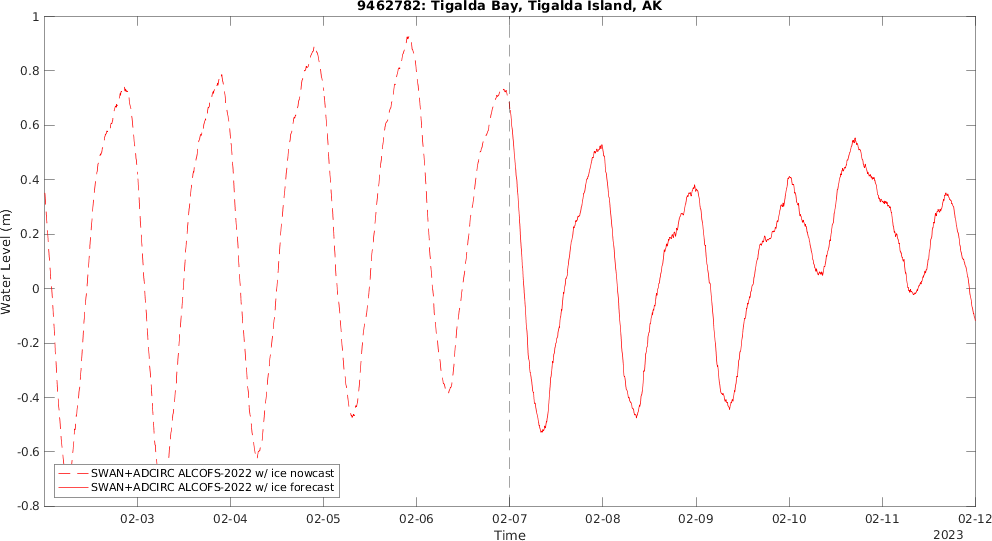 9462782: Tigalda Bay, Tigalda Island, AK
1
0.8
0.6
0.4
0.2
0
-0.2
-0.4
-0.6
-0.8
Water Level (m)
SWAN+ADCIRC ALCOFS-2022 w/ ice nowcast
SWAN+ADCIRC ALCOFS-2022 w/ ice forecast
02-03 02-04 02-05 02-06 02-07 02-08 02-09 02-10 02-11 02-12
Time
2023